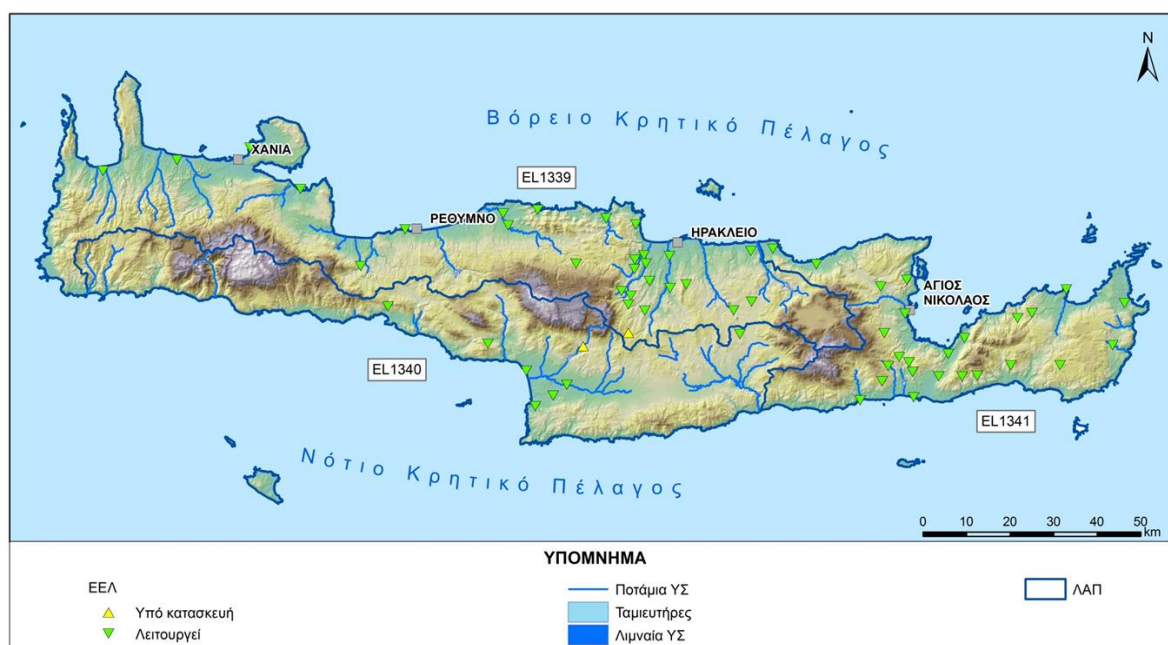 N
Βόρειο Κρητικό Πέλαγος
ΧΑΝΙΑ
EL1339
ΡΕΘΥΜΝΟ
ΗΡΑΚΛΕΙΟ
ΑΓΙΟΣ
ΝΙΚΟΛΑΟΣ
EL1340
EL1341
Νότιο Κρητικό Πέλαγος
0 10 20 30 40 50
km
ΥΠΟΜΝΗΜΑ
ΕΕΛ
Υπό κατασκευή
Λειτουργεί
Ποτάμια ΥΣ
Ταμιευτήρες
Λιμναία ΥΣ
ΛΑΠ